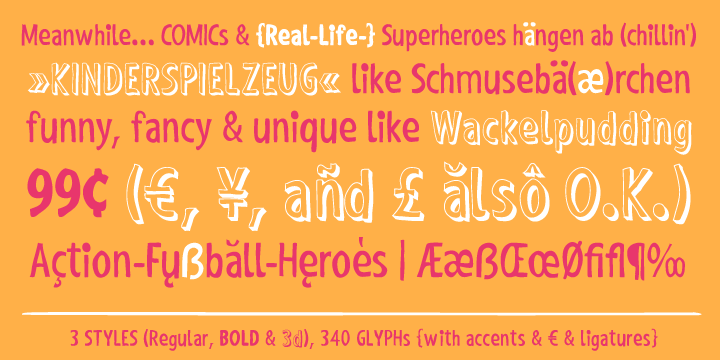 Meanwhile... COMICs & {Real-Life-} Superheroes hängen ab (chillin')
»KINDERSPIELZEUG« like Schmusebä(æ)rchen
funny, fancy & unique like Wackelpudding
99¢ (€, ¥, añd £ ălsô O.K.)
Açtion-Fųßbăll-Hęroės | ÆæßŒœØfifl¶‰
3 STYLES (Regular, BOLD & 3d), 340 GLYPHs {with accents & € & ligatures}